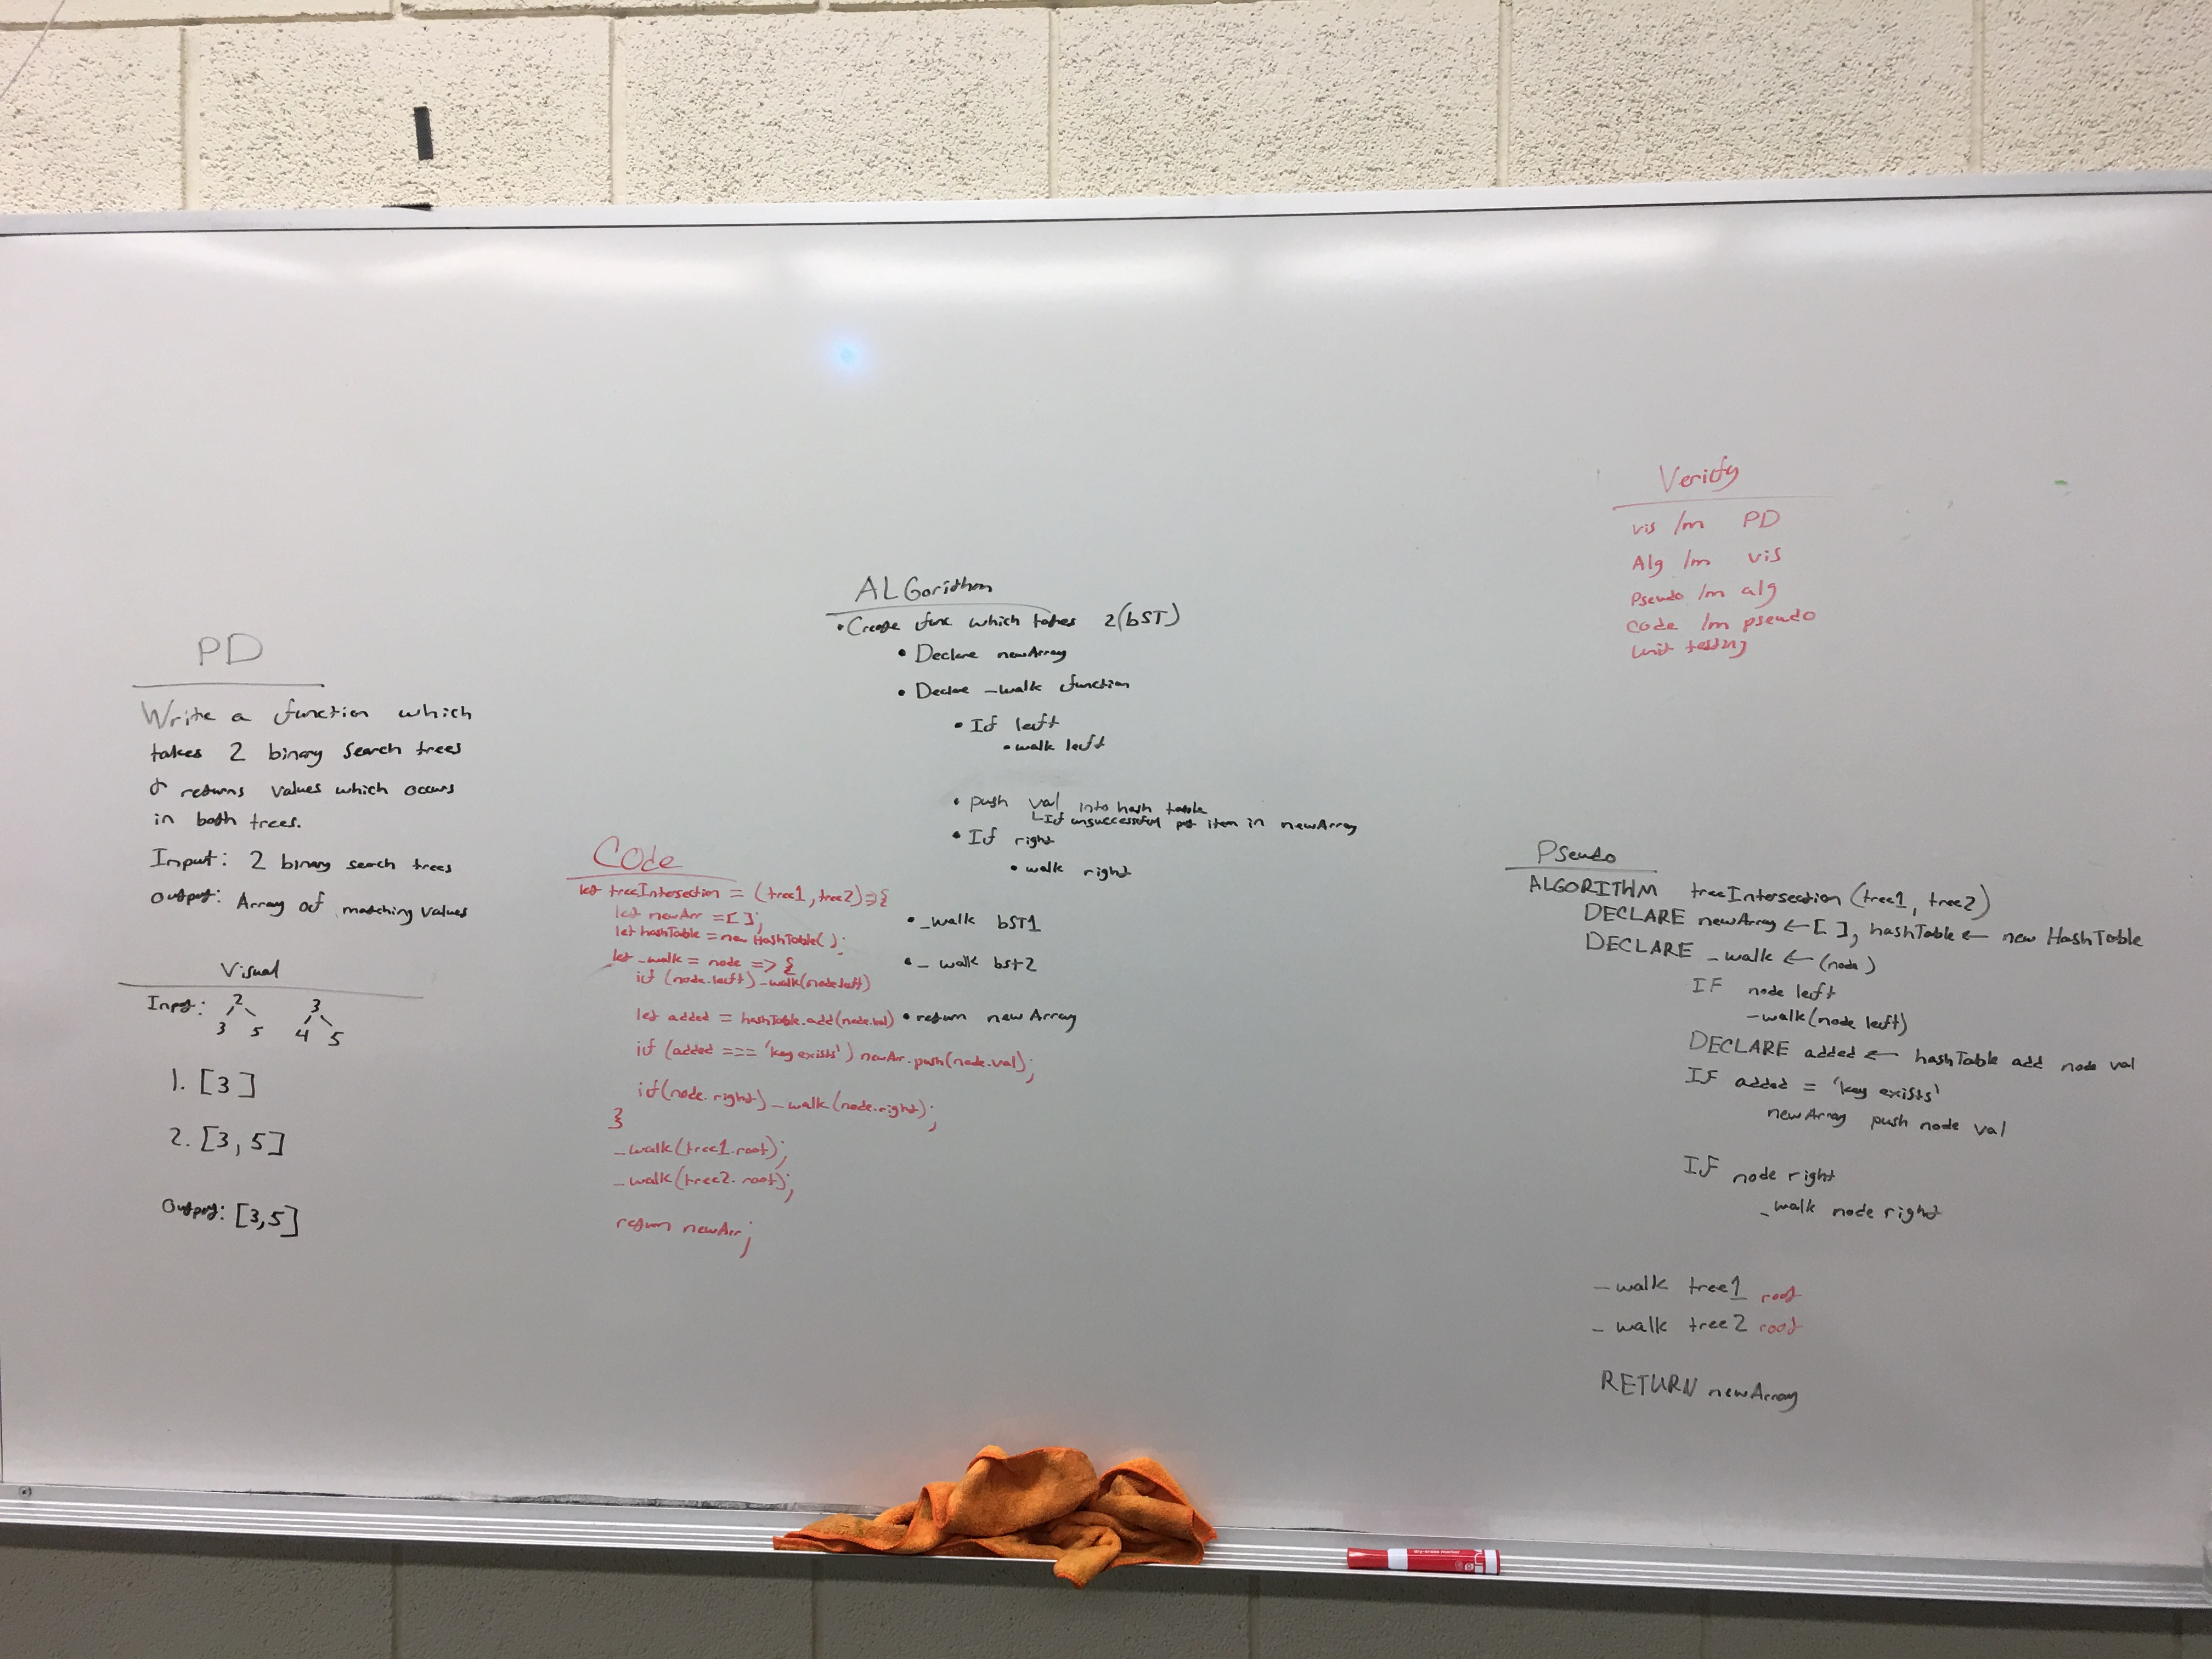 PD
Write a function which
takes 2 binary search trees
& returns values which occurs
in both trees.
Input: 2 binary search trees
Output: Array of matching values
Visual
Input: 2 3
3 5 4 5
1. [3]
2. [3, 5]
Output: [3,5]
Code
let treeIntersection = (tree1, tree2) => {
let newArr = [];
let hashTable = new HashTable();
let _walk = node => {
if (node.left) _walk(node.left)
let added = hashTable.add(node.val)
if (added === 'key exists') newArr.push(node.val);
if(node.right) _walk(node.right);
}
_walk(tree1.root);
_walk(tree2.root);
return newArr;
ALGorithm
• Create func which takes 2(bST)
• Declare newArray
• Declare _walk function
• If left
• walk left
• push val into hash table
If unsuccessful put item in newArray
• If right
• walk right
• _walk bST1
• _walk bst2
• return newArray
Verify
vis /m PD
Alg /m vis
Pseudo /m alg
Code /m pseudo
Unit testing
Pseudo
ALGORITHM treeIntersection (tree1, tree2)
DECLARE newArray ← [ ], hashTable ← new HashTable
DECLARE _walk ← (node)
IF node left
_walk(node left)
DECLARE added ← hashTable add node val
IF added = 'key exists'
newArray push node val
IF node right
_walk node right
_walk tree1 root
_walk tree2 root
RETURN newArray